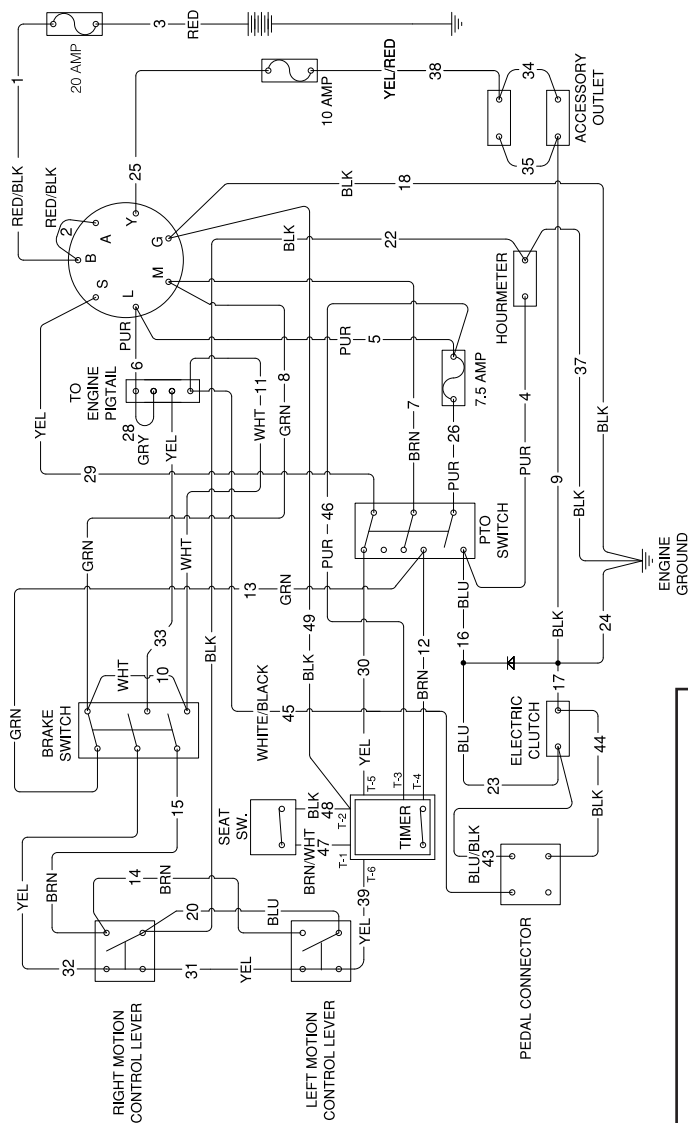 RIGHT MOTION
CONTROL LEVER
LEFT MOTION
CONTROL LEVER
PEDAL CONNECTOR
YEL
32
31
YEL
BRN
14
BRN
20
BLU
YEL
39
15
GRN
BRAKE
SWITCH
WHT
10
33
GRN
WHT
13
GRN
BLK
WHITE/BLACK
45
SEAT
SW.
BRN/WHT
47
BLK
48
T-1
T-2
T-3
T-4
T-5
T-6
TIMER
YEL
30
BLK
49
BRN
12
PUR
46
BLU/BLK
43
ELECTRIC
CLUTCH
BLK
44
23
BLU
16
BLU
17
BLK
9
24
ENGINE
GROUND
PTO
SWITCH
YEL
29
TO
ENGINE
PIGTAIL
28
GRY
YEL
6
PUR
WHT
11
GRN
8
BRN
7
PUR
26
PUR
5
7.5 AMP
PUR
4
HOURMETER
BLK
37
BLK
22
BLK
18
BLK
S
B
A
L
M
G
Y
RED/BLK
2
RED/BLK
1
20 AMP
3
RED
25
10 AMP
YEL/RED
38
34
35
ACCESSORY
OUTLET